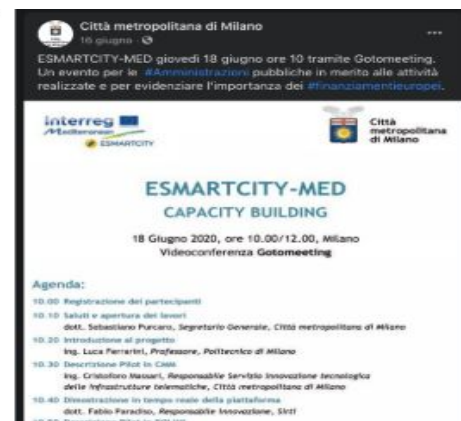 Città metropolitana di Milano
16 giugno ·
ESMARTCITY-MED giovedì 18 giugno ore 10 tramite Gotomeeting.
Un evento per le #Amministrazioni pubbliche in merito alle attività
realizzate e per evidenziare l'importanza dei #finanziamentieuropei.
Interreg
Mediterranean
ESMARTCITY
Città
metropolitana
di Milano
ESMARTCITY-MED
CAPACITY BUILDING
18 Giugno 2020, ore 10.00/12.00, Milano
Videoconferenza Gotomeeting
Agenda:
10.00 Registrazione dei partecipanti
10.10 Saluti e apertura dei lavori
dott. Sebastiano Purcaro, Segretario Generale, Città metropolitana di Milano
10.20 Introduzione al progetto
Ing. Luca Ferrarini, Professore, Politecnico di Milano
10.30 Descrizione Pilot in CMM
Ing. Cristoforo Massari, Responsabile Servizio Innovazione tecnologica
delle infrastrutture telematiche, Città metropolitana di Milano
10.40 Dimostrazione in tempo reale della piattaforma
dott. Fabio Paradiso, Responsabile Innovazione, Sirti